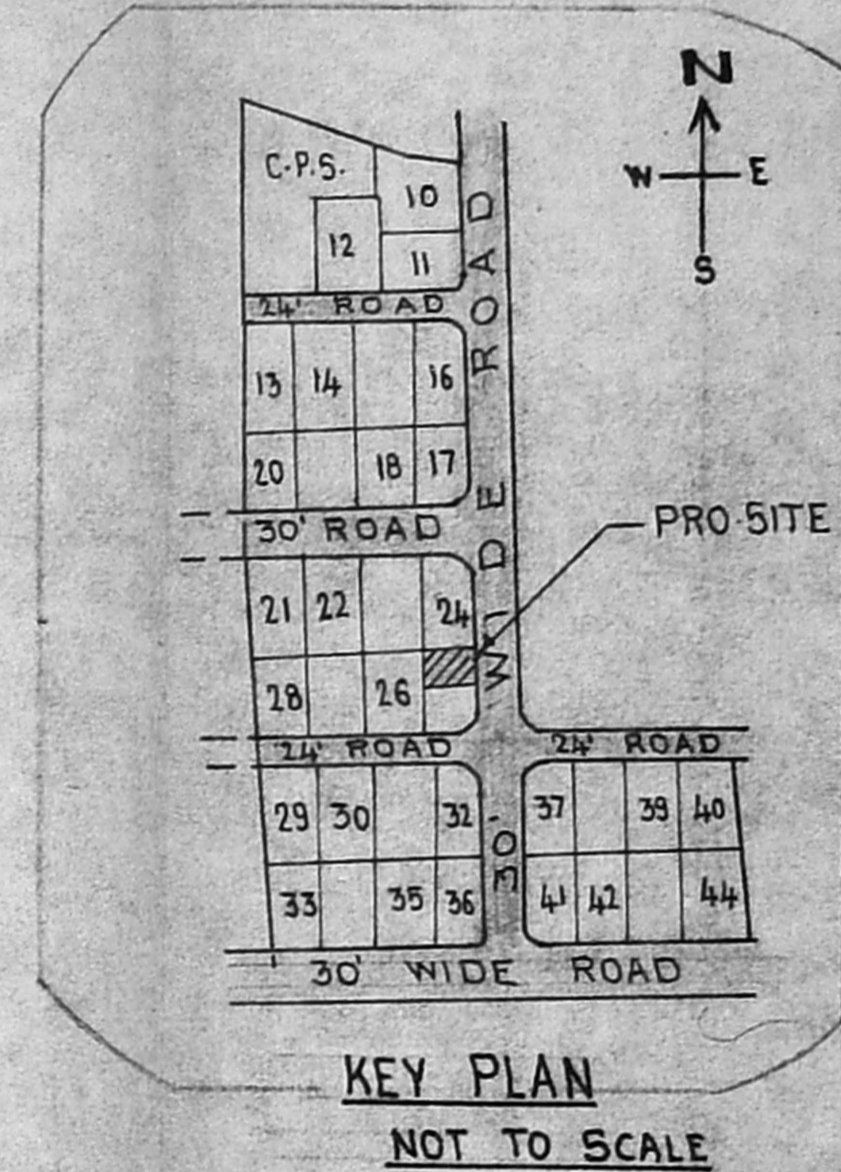 N
W E
S
C.P.S.
10
12
11
24' ROAD
13 14 16
20 18 17
30' ROAD
PRO-SITE
21 22 24
28 26
30' WIDE ROAD
24' ROAD
24' ROAD
29 30 32
37 39 40
33 35 36
41 42 44
30' WIDE ROAD
KEY PLAN
NOT TO SCALE